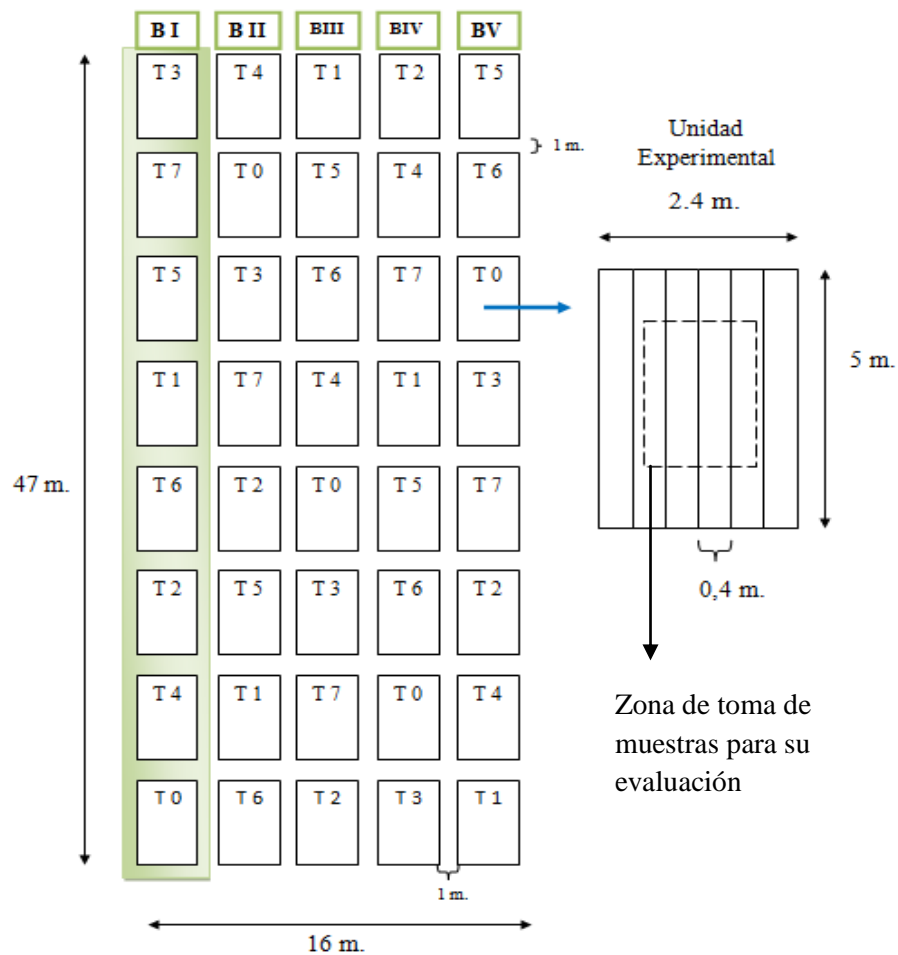 B I B II BIII BIV BV
T 3 T 4 T 1 T 2 T 5
1 m.
T 7 T 0 T 5 T 4 T 6
T 5 T 3 T 6 T 7 T 0
T 1 T 7 T 4 T 1 T 3
47 m.
T 6 T 2 T 0 T 5 T 7
T 2 T 5 T 3 T 6 T 2
T 4 T 1 T 7 T 0 T 4
T 0 T 6 T 2 T 3 T 1
1 m.
16 m.
Unidad
Experimental
2.4 m.
5 m.
0,4 m.
Zona de toma de
muestras para su
evaluación